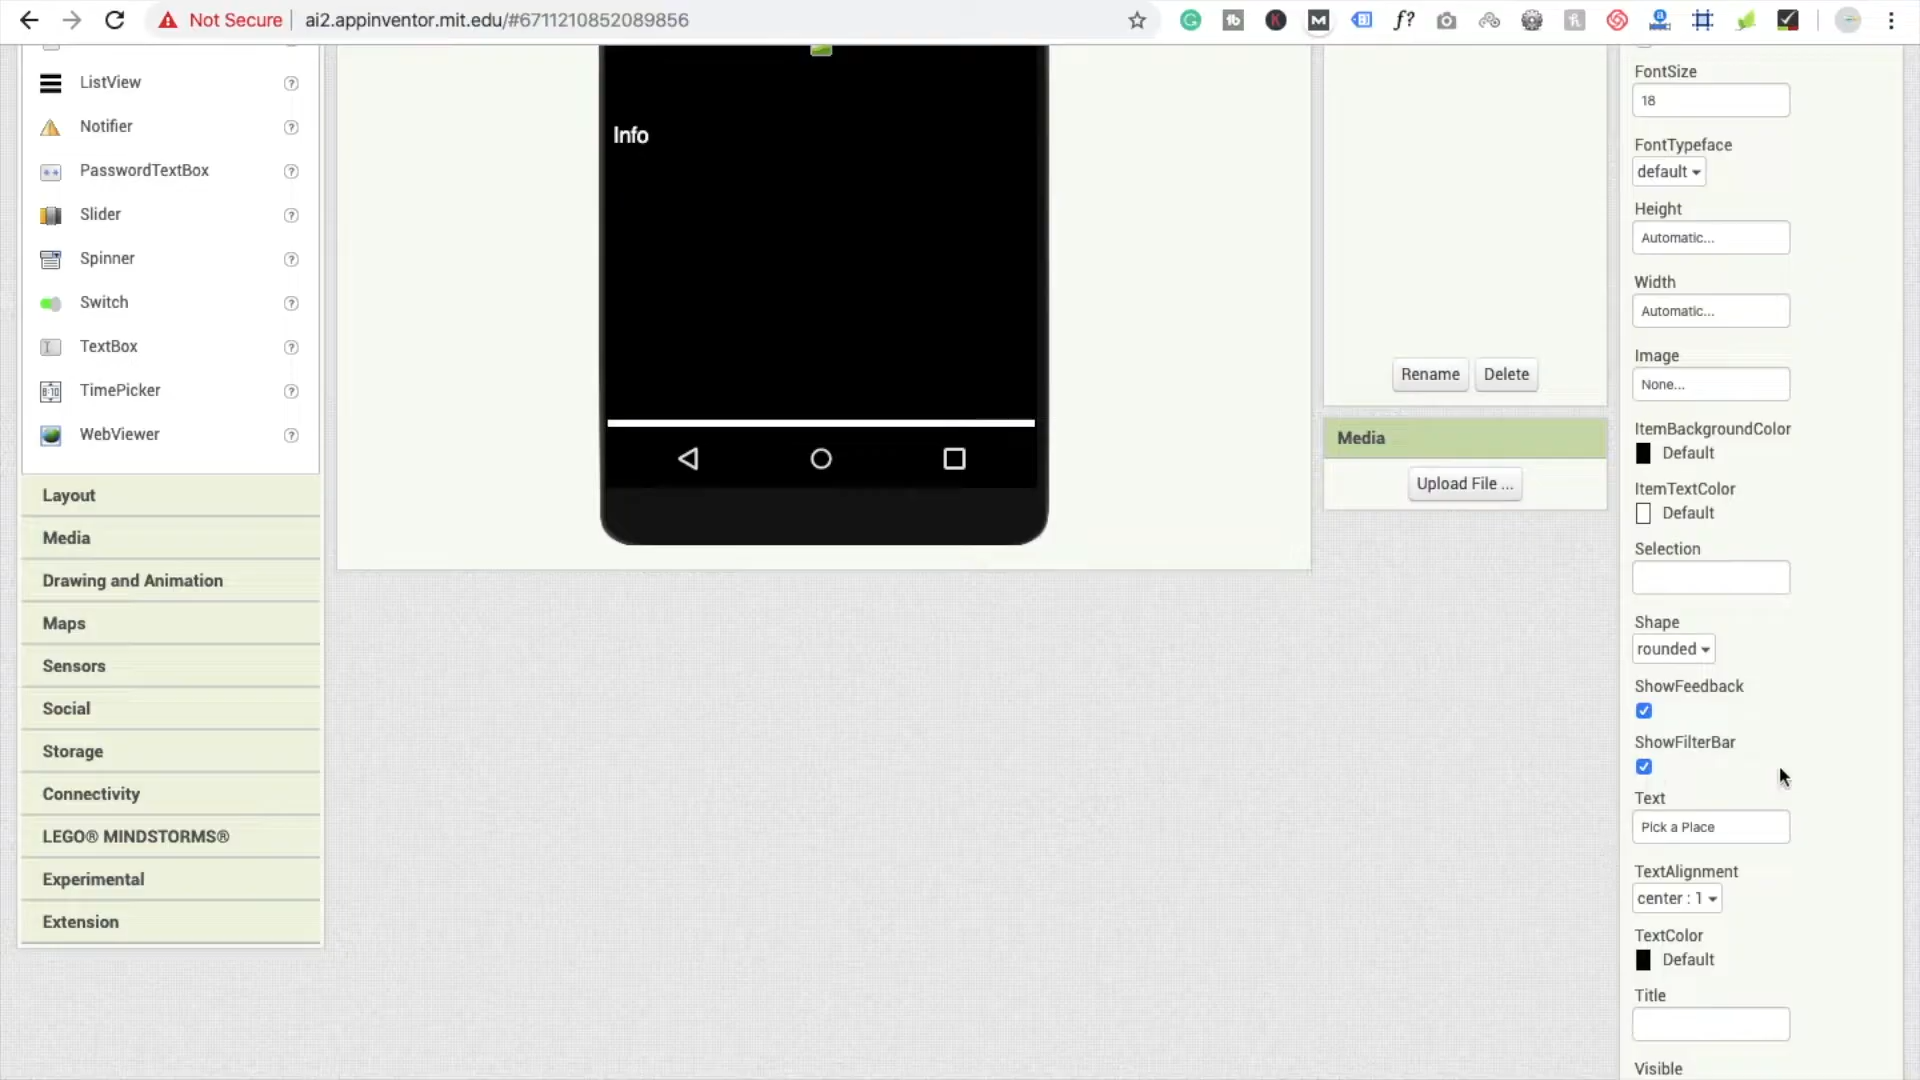 Not Secure
ai2.appinventor.mit.edu/#6711210852089856
ListView
Notifier
PasswordTextBox
Slider
Spinner
Switch
TextBox
TimePicker
WebViewer
Layout
Media
Drawing and Animation
Maps
Sensors
Social
Storage
Connectivity
LEGO® MINDSTORMS®
Experimental
Extension
Info
Rename
Delete
Media
Upload File ...
FontSize
18
FontTypeface
default
Height
Automatic...
Width
Automatic...
Image
None...
ItemBackgroundColor
Default
ItemTextColor
Default
Selection
Shape
rounded
ShowFeedback
ShowFilterBar
Text
Pick a Place
TextAlignment
center : 1
TextColor
Default
Title
Visible